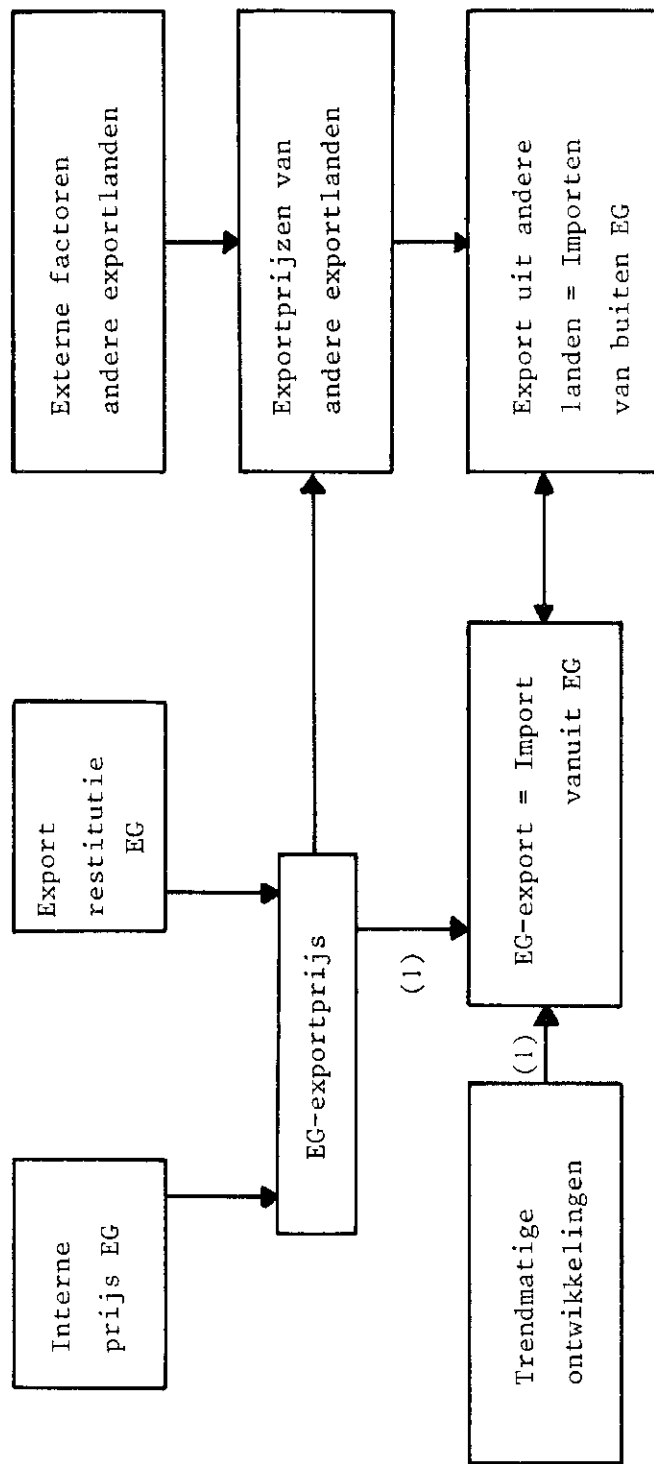 Interne
prijs EG
Export
restitutie
EG
Externe factoren
andere exportlanden
EG-exportprijs
Exportprijzen van
andere exportlanden
(1)
Trendmatige
ontwikkelingen
(1)
EG-export = Import
vanuit EG
Export uit andere
landen = Importen
van buiten EG